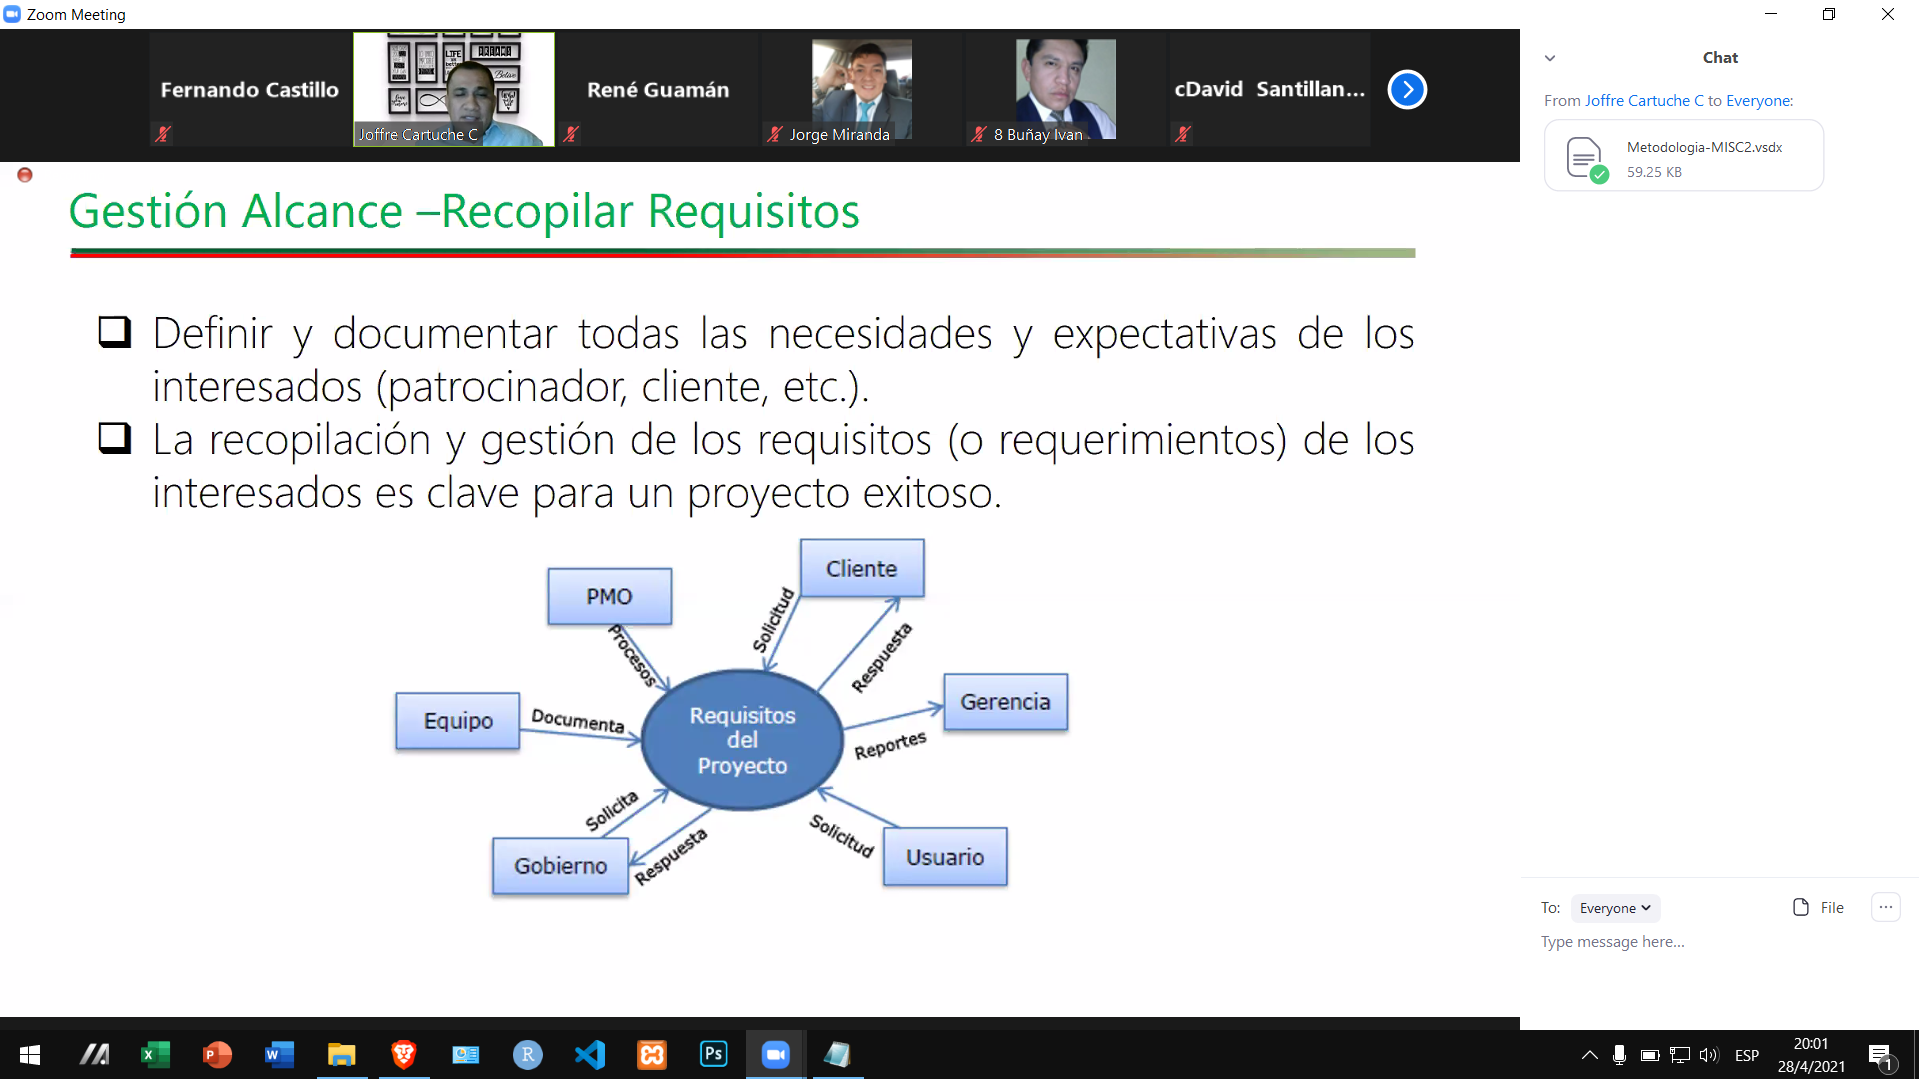 Zoom Meeting
Fernando Castillo
Joffre Cartuche C
René Guamán
Jorge Miranda
8 Buñay Ivan
cDavid Santillan...
Gestión Alcance –Recopilar Requisitos
Definir y documentar todas las necesidades y expectativas de los
interesados (patrocinador, cliente, etc.).
La recopilación y gestión de los requisitos (o requerimientos) de los
interesados es clave para un proyecto exitoso.
Cliente
PMO
Solicitud
Procesos
Respuesta
Gerencia
Equipo
Documenta
Requisitos
del
Proyecto
Reportes
Solicita
Solicitud
Respuesta
Gobierno
Usuario
Chat
From Joffre Cartuche C to Everyone:
Metodologia-MISC2.vsdx
59.25 KB
To: Everyone
File
Type message here...
X
P
W
R
Ps
ESP
20:01
28/4/2021
1